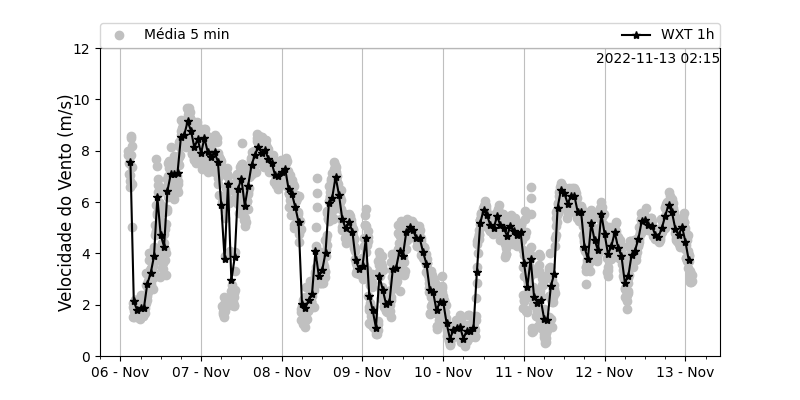 Média 5 min
WXT 1h
2022-11-13 02:15
Velocidade do Vento (m/s)
12
10
8
6
4
2
0
06 - Nov
07 - Nov
08 - Nov
09 - Nov
10 - Nov
11 - Nov
12 - Nov
13 - Nov